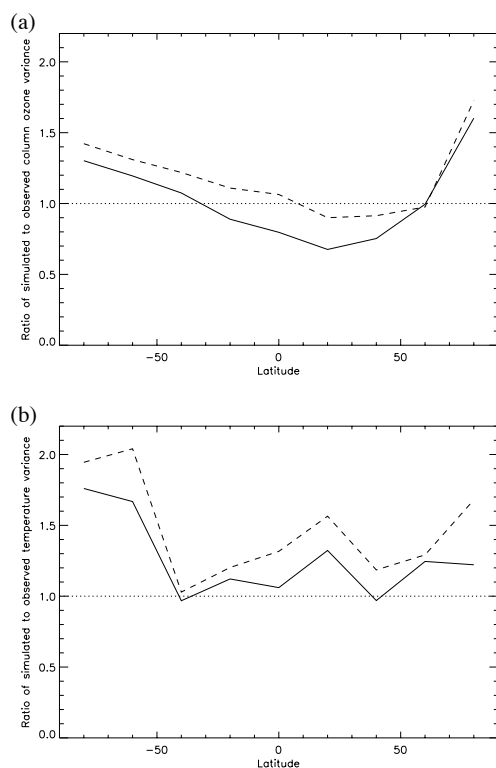 (a)
Ratio of simulated to observed column ozone variance
2.0
1.5
1.0
0.5
0.0
−50
0
50
Latitude
(b)
Ratio of simulated to observed temperature variance
2.0
1.5
1.0
0.5
0.0
−50
0
50
Latitude